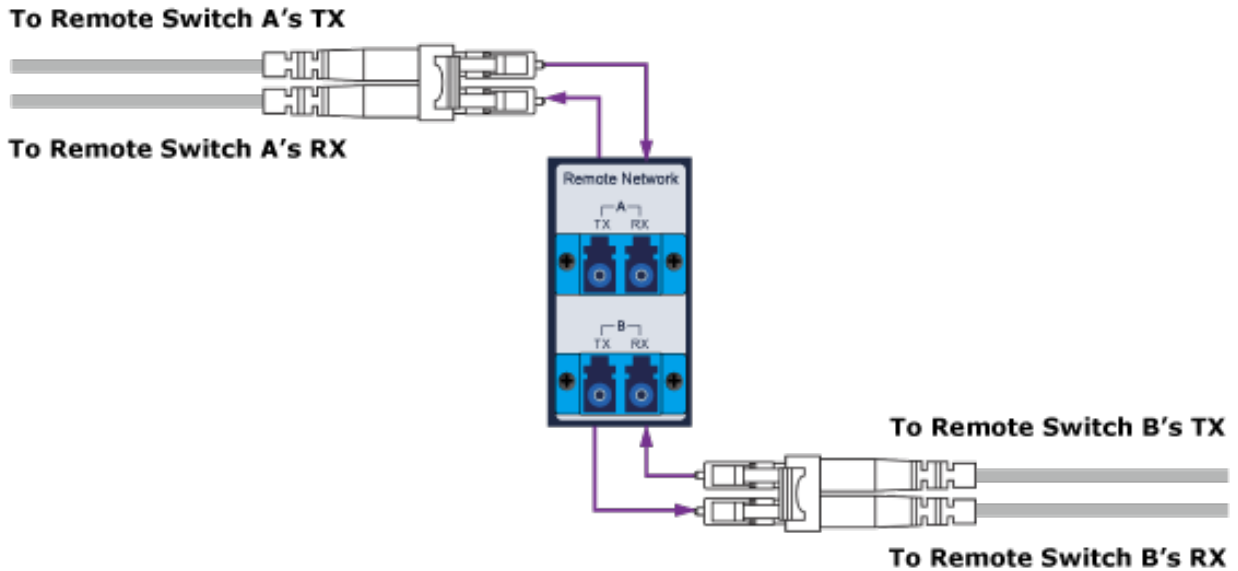 To Remote Switch A's TX
To Remote Switch A's RX
Remote Network
A
TX RX
B
TX RX
To Remote Switch B's TX
To Remote Switch B's RX